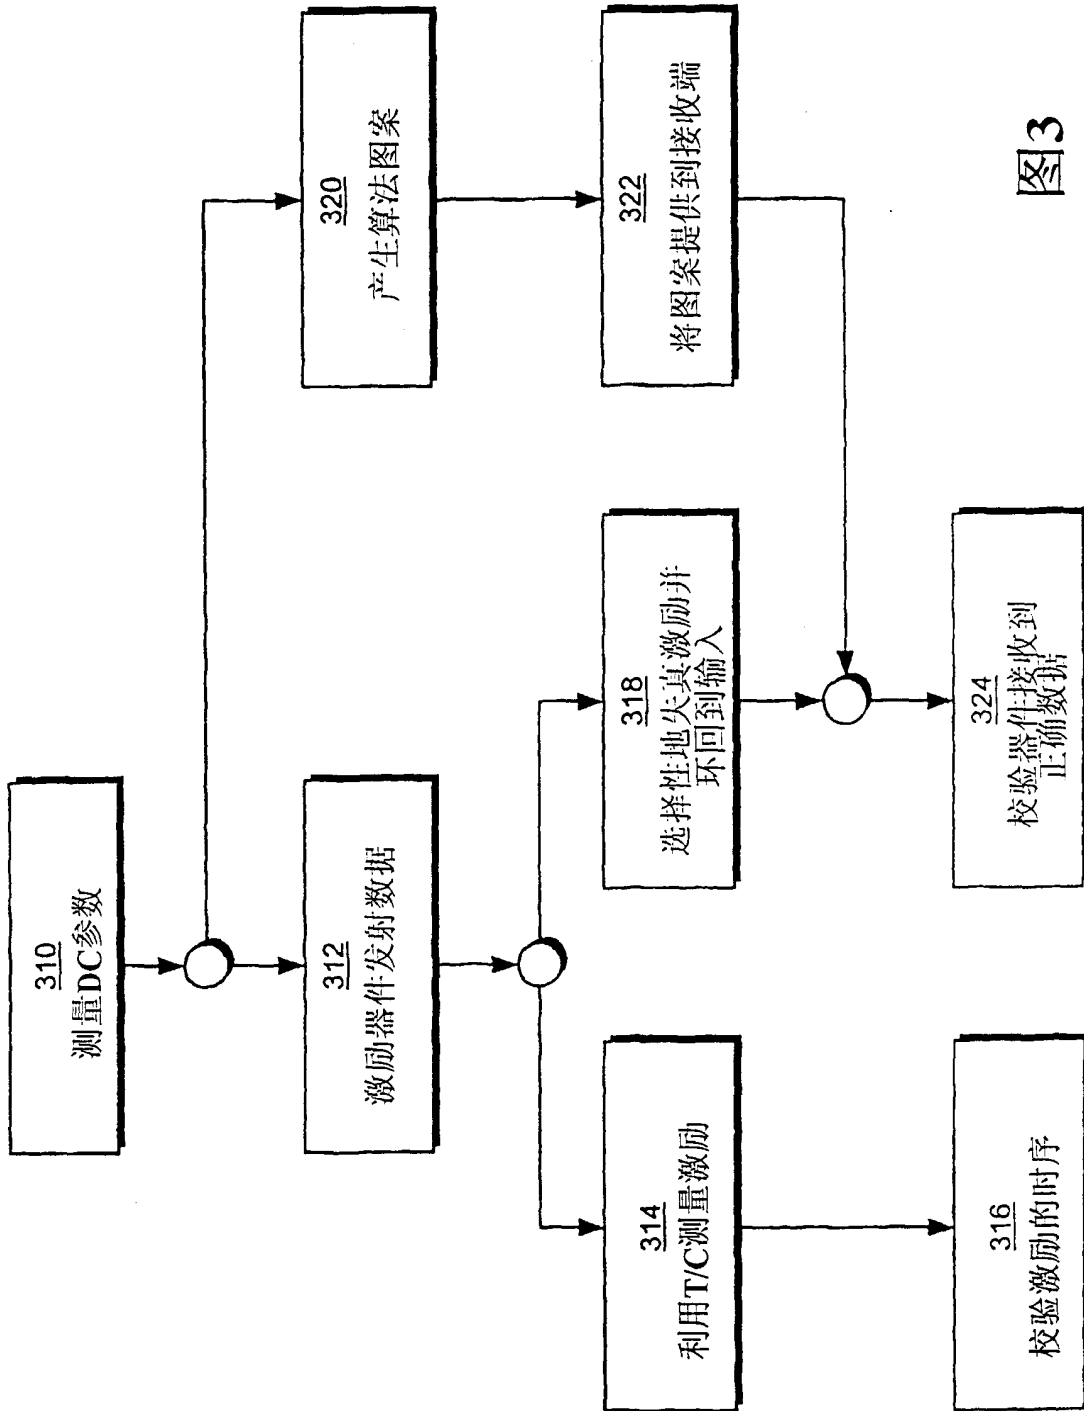 310
测量DC参数
312
激励器件发射数据
314
利用T/C测量激励
316
校验激励的时序
318
选择性地失真激励并
环回到输入
320
产生算法图案
322
将图案提供到接收端
324
校验器件接收到
正确数据
图3